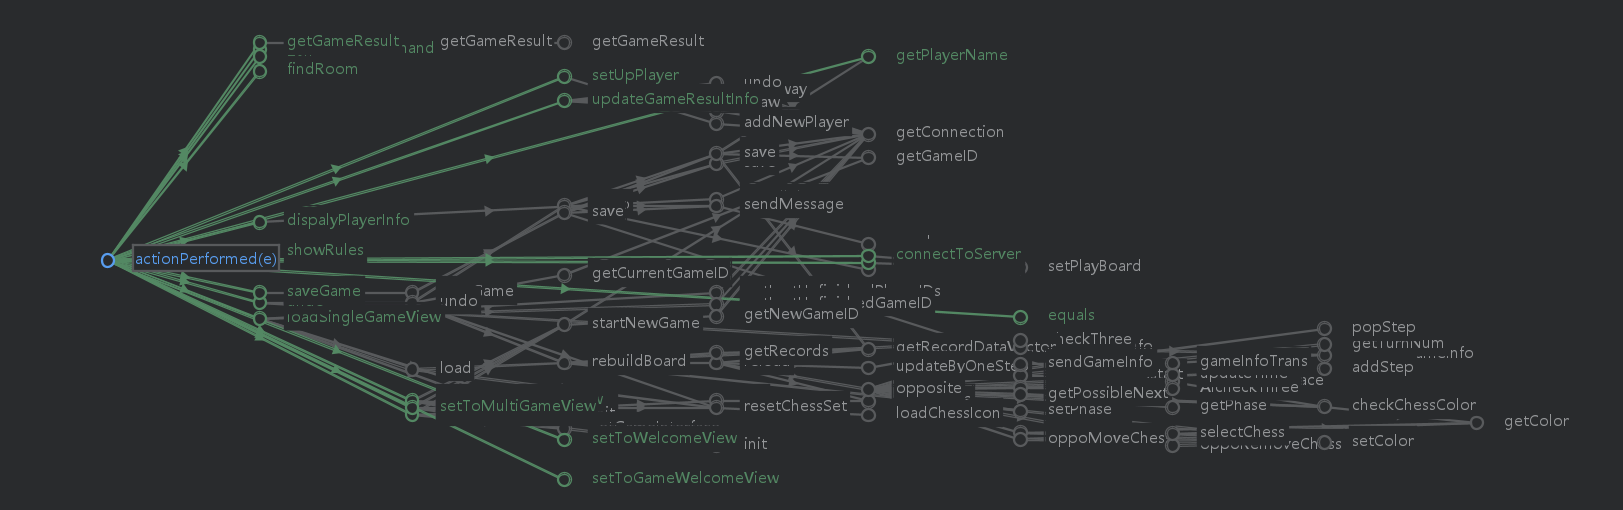 getGameResult
getGameResult
getGameResult
findRoom
getPlayerName
setUpPlayer
undo
updateGameResultInfo
addNewPlayer
getConnection
save
getGameID
sendMessage
save
dispalyPlayerInfo
showRules
actionPerformed(e)
connectToServer
setPlayBoard
getCurrentGameID
saveGame
undo
getNewGameID
equals
loadSingleGameView
startNewGame
popStep
getRecords
getRecordDataVector
getTurnNum
rebuildBoard
sendGameInfo
gameInfoTrans
load
updateByOneSte
addStep
opposite
getPossibleNext
setToMultiGameView
resetChessSet
setPhase
getPhase
checkChessColor
loadChessIcon
getColor
selectChess
setToWelcomeView
init
oppoMoveChes
setColor
setToGameWelcomeView